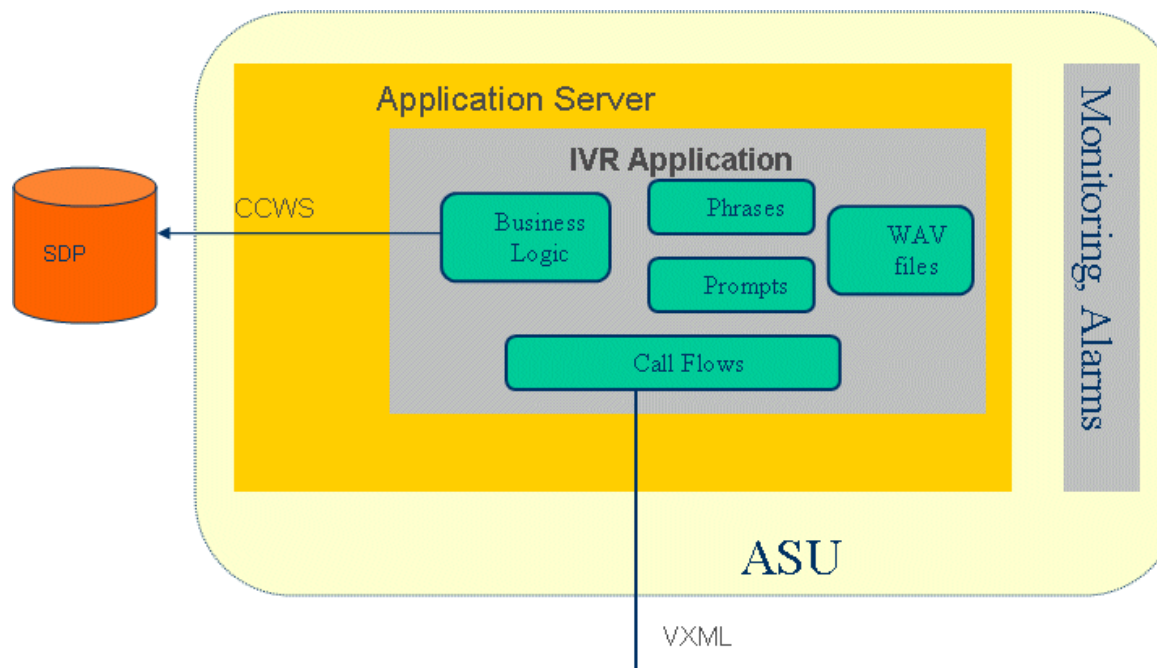 Application Server
IVR Application
CCWS
SDP
Business
Logic
Phrases
Prompts
WAV
files
Call Flows
Monitoring, Alarms
ASU
VXML